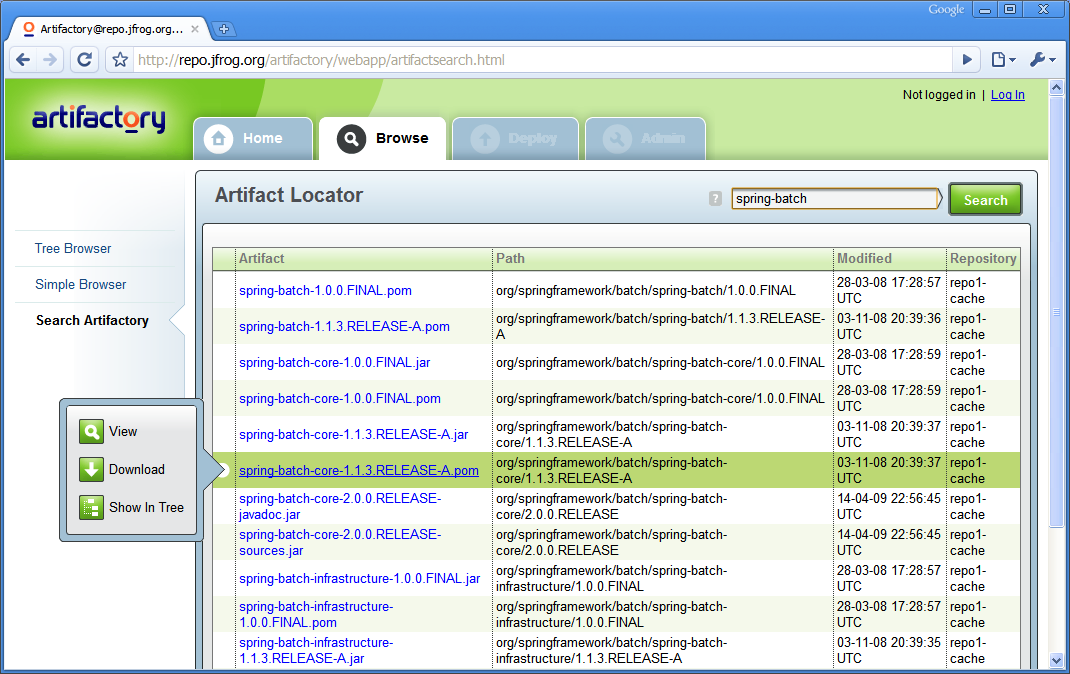 Google
Artifactory@repo.jfrog.org...
http://repo.jfrog.org/artifactory/webapp/artifactsearch.html
Not logged in | Log In
artifactory
Home
Browse
Deploy
Admin
Artifact Locator
?
spring-batch
Search
Tree Browser
Simple Browser
Search Artifactory
View
Download
Show In Tree
Artifact Path Modified Repository
spring-batch-1.0.0.FINAL.pom org/springframework/batch/spring-batch/1.0.0.FINAL 28-03-08 17:28:57 repo1-
UTC cache
spring-batch-1.1.3.RELEASE-A.pom org/springframework/batch/spring-batch/1.1.3.RELEASE- 03-11-08 20:39:36 repo1-
A UTC cache
spring-batch-core-1.0.0.FINAL.jar org/springframework/batch/spring-batch-core/1.0.0.FINAL 28-03-08 17:28:59 repo1-
UTC cache
spring-batch-core-1.0.0.FINAL.pom org/springframework/batch/spring-batch-core/1.0.0.FINAL 28-03-08 17:28:59 repo1-
UTC cache
spring-batch-core-1.1.3.RELEASE-A.jar org/springframework/batch/spring-batch- 03-11-08 20:39:37 repo1-
core/1.1.3.RELEASE-A UTC cache
spring-batch-core-1.1.3.RELEASE-A.pom org/springframework/batch/spring-batch- 03-11-08 20:39:37 repo1-
core/1.1.3.RELEASE-A UTC cache
spring-batch-core-2.0.0.RELEASE- org/springframework/batch/spring-batch- 14-04-09 22:56:45 repo1-
javadoc.jar core/2.0.0.RELEASE UTC cache
spring-batch-core-2.0.0.RELEASE- org/springframework/batch/spring-batch- 14-04-09 22:56:45 repo1-
sources.jar core/2.0.0.RELEASE UTC cache
spring-batch-infrastructure-1.0.0.FINAL.jar org/springframework/batch/spring-batch- 28-03-08 17:28:57 repo1-
infrastructure/1.0.0.FINAL UTC cache
spring-batch-infrastructure- org/springframework/batch/spring-batch- 28-03-08 17:28:57 repo1-
1.0.0.FINAL.pom infrastructure/1.0.0.FINAL UTC cache
spring-batch-infrastructure- org/springframework/batch/spring-batch- 03-11-08 20:39:35 repo1-
1.1.3.RELEASE-A.jar infrastructure/1.1.3.RELEASE-A UTC cache